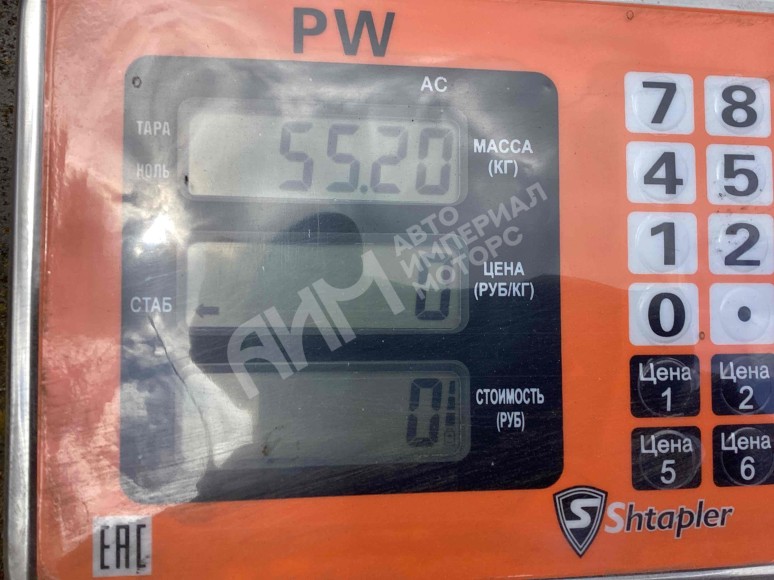 PW
AC
ТАРА
НОЛЬ
55.20
МАССА
(КГ)
СТАБ
0
ЦЕНА
(РУБ/КГ)
0
СТОИМОСТЬ
(РУБ)
7 8
4 5
1 2
0 .
Цена 1
Цена 2
Цена 5
Цена 6
S Shtapler
EAC
АИМ
АВТО
ИМПЕРИАЛ
МОТОРС